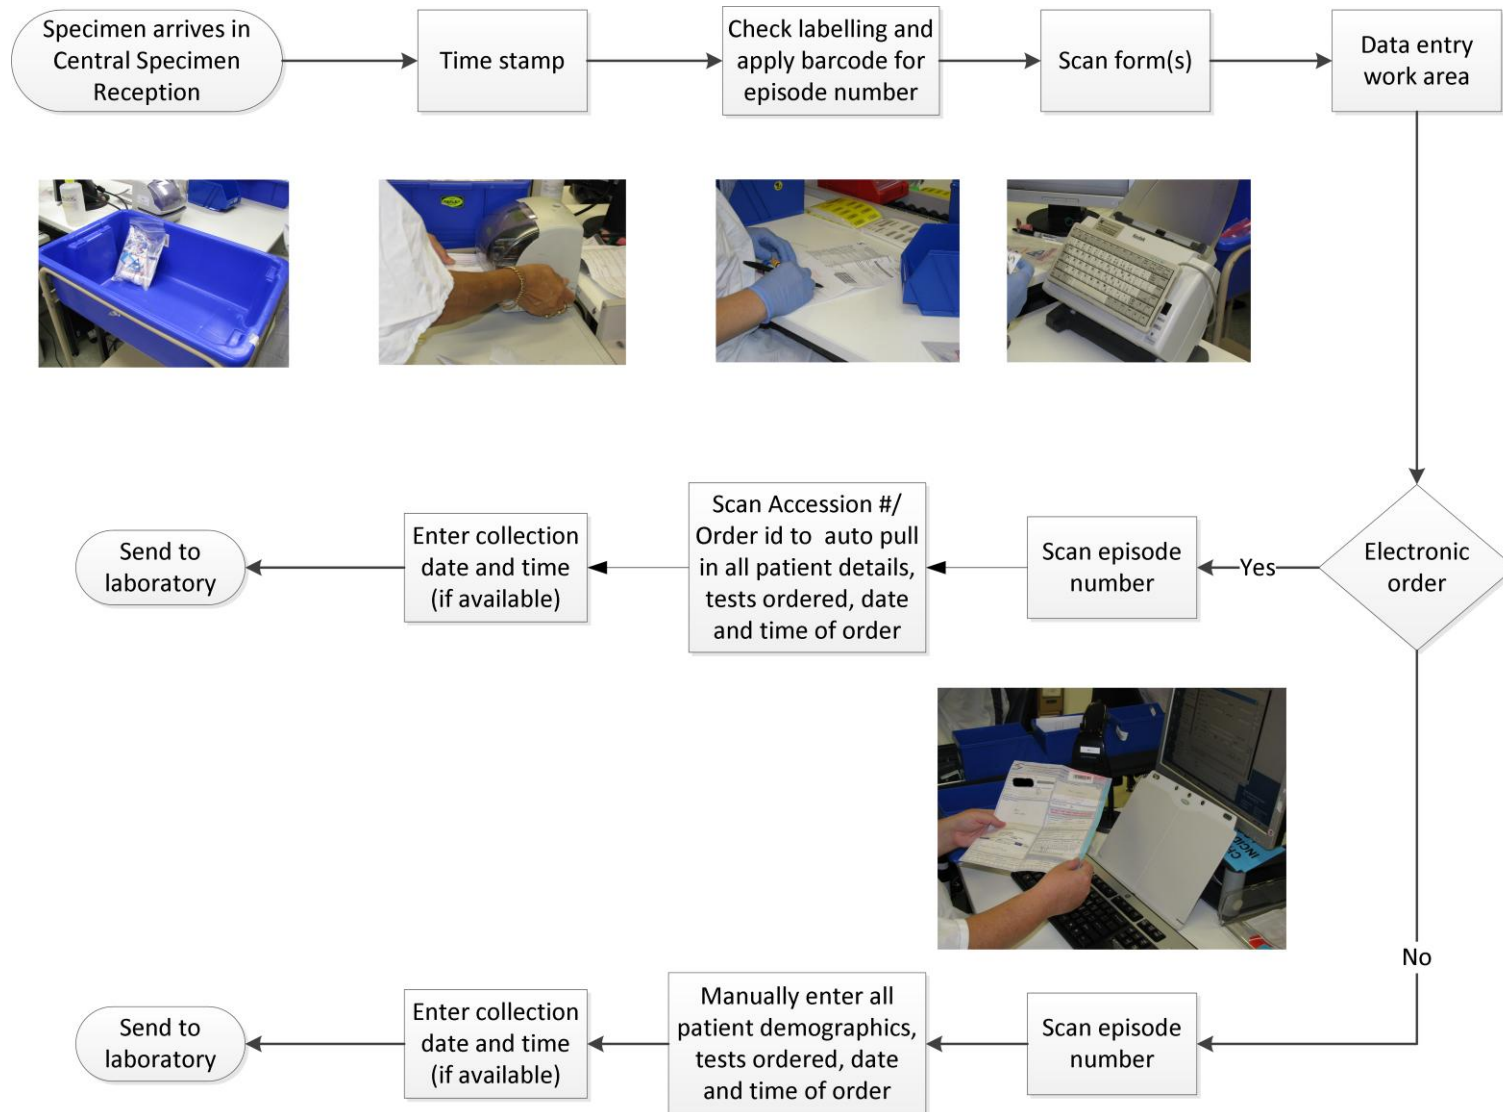 Specimen arrives in
Central Specimen
Reception
Time stamp
Check labelling and
apply barcode for
episode number
Scan form(s)
Data entry
work area
Electronic
order
Yes
Scan episode
number
Scan Accession #/
Order id to auto pull
in all patient details,
tests ordered, date
and time of order
Enter collection
date and time
(if available)
Send to
laboratory
No
Scan episode
number
Manually enter all
patient demographics,
tests ordered, date
and time of order
Enter collection
date and time
(if available)
Send to
laboratory